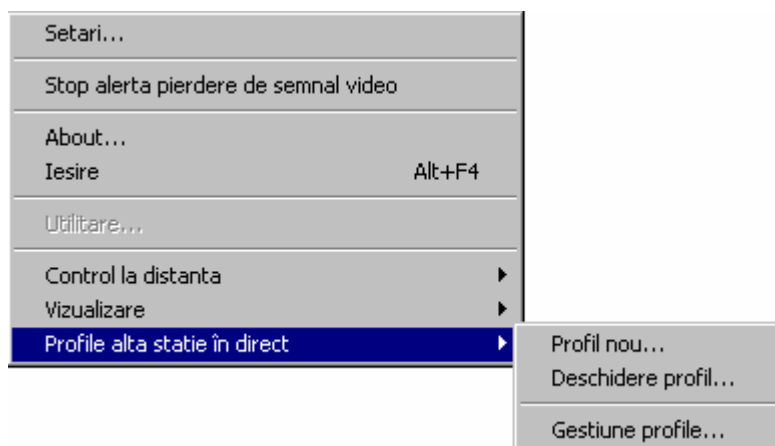 Setari...
Stop alerta pierdere de semnal video
About...
Iesire Alt+F4
Utilitare...
Control la distanta
Vizualizare
Profile alta statie în direct
Profil nou...
Deschidere profil...
Gestiune profile...